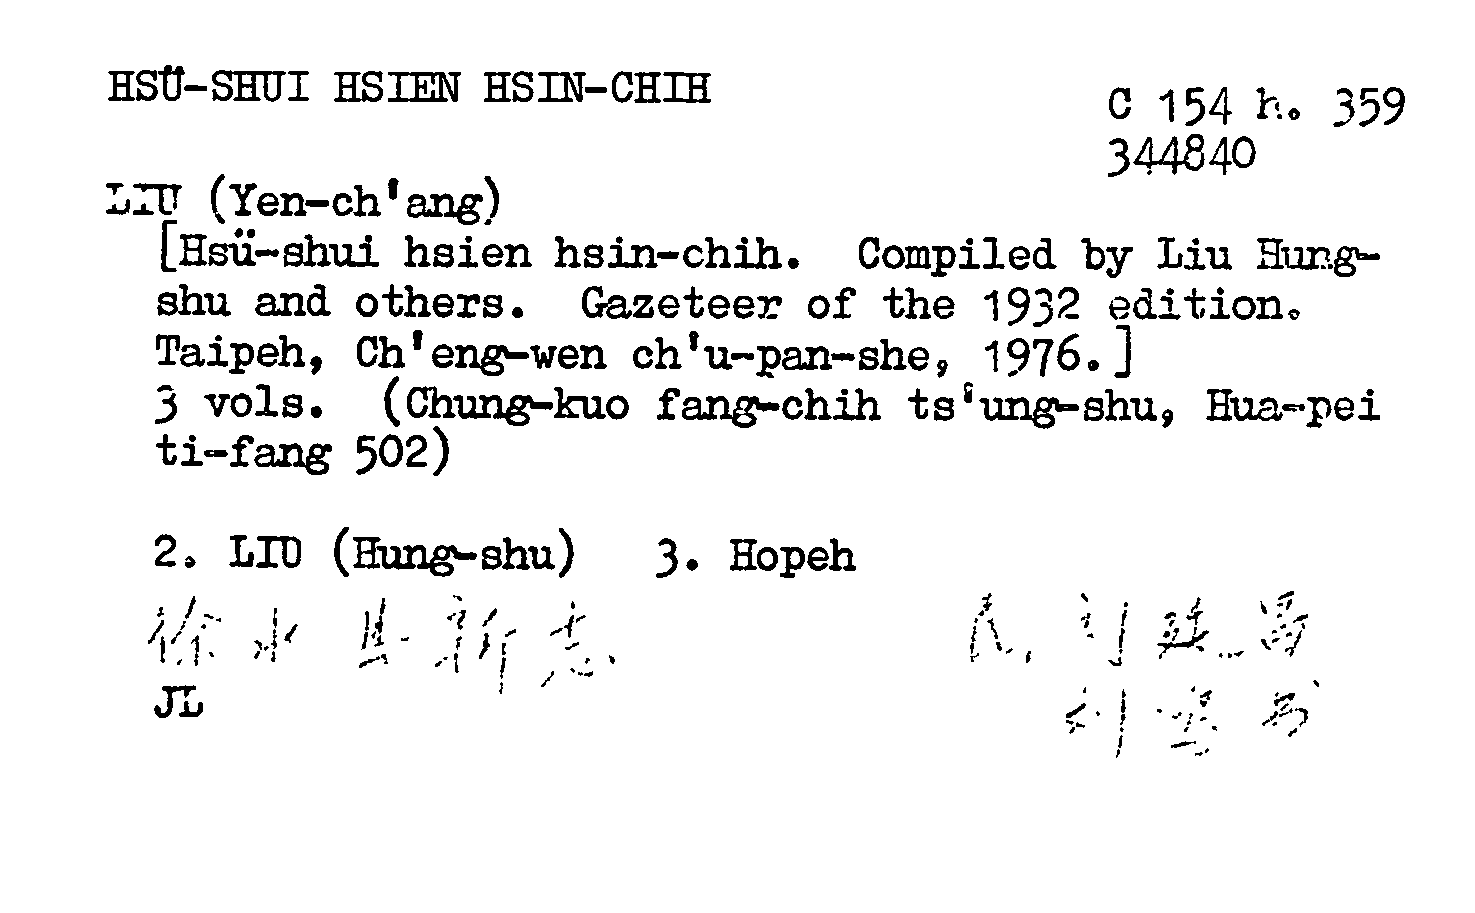 HSÜ-SHUI HSIEN HSIN-CHIH
C 154 h. 359
344840
LIU (Yen-ch'ang)
[Hsü-shui hsien hsin-chih. Compiled by Liu Hung-
shu and others. Gazeteer of the 1932 edition.
Taipeh, Ch'eng-wen ch'u-pan-she, 1976.]
3 vols. (Chung-kuo fang-chih ts'ung-shu, Hua-pei
ti-fang 502)
2. LIU (Hung-shu) 3. Hopeh
徐水县新志
民. 刘延昌
刘鸿书
JL